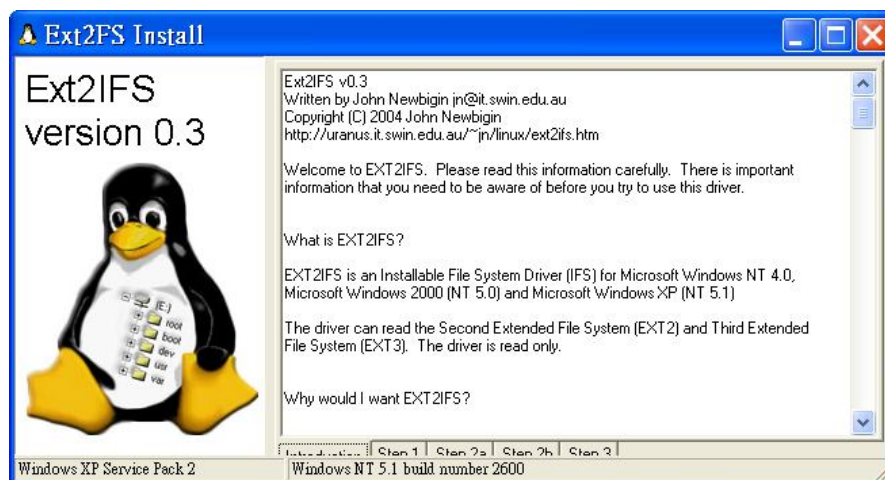 Ext2FS Install
Ext2IFS
version 0.3
(E:)
root
boot
dev
usr
var
Ext2IFS v0.3
Written by John Newbigin jn@it.swin.edu.au
Copyright (C) 2004 John Newbigin
http://uranus.it.swin.edu.au/~jn/linux/ext2ifs.htm
Welcome to EXT2IFS. Please read this information carefully. There is important
information that you need to be aware of before you try to use this driver.
What is EXT2IFS?
EXT2IFS is an Installable File System Driver (IFS) for Microsoft Windows NT 4.0,
Microsoft Windows 2000 (NT 5.0) and Microsoft Windows XP (NT 5.1)
The driver can read the Second Extended File System (EXT2) and Third Extended
File System (EXT3). The driver is read only.
Why would I want EXT2IFS?
Introduction Step 1 Step 2a Step 2b Step 3
Windows XP Service Pack 2
Windows NT 5.1 build number 2600